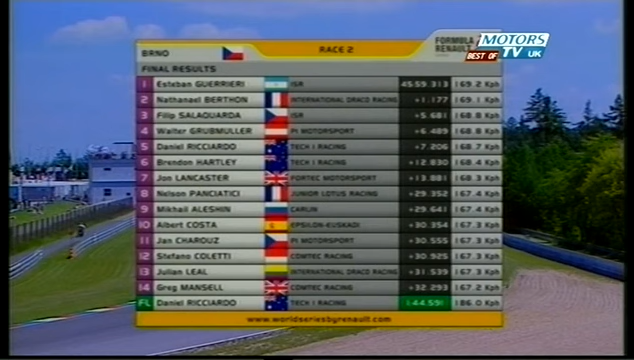 FORMULA RENAULT
MOTORS TV UK
BEST OF
BRNO RACE 2
FINAL RESULTS
1 Esteban GUERRIERI ISR 45:59.313 169.2 Kph
2 Nathanael BERTHON INTERNATIONAL DRACO RACING +1.177 169.1 Kph
3 Filip SALAQUARDA ISR +5.681 168.8 Kph
4 Walter GRUBMULLER P1 MOTORSPORT +6.489 168.8 Kph
5 Daniel RICCIARDO TECH 1 RACING +7.206 168.7 Kph
6 Brendon HARTLEY TECH 1 RACING +12.830 168.4 Kph
7 Jon LANCASTER FORTEC MOTORSPORT +13.881 168.3 Kph
8 Nelson PANCIATICI JUNIOR LOTUS RACING +29.352 167.4 Kph
9 Mikhail ALESHIN CARLIN +29.641 167.4 Kph
10 Albert COSTA EPSILON-EUSKADI +30.354 167.3 Kph
11 Jan CHAROUZ P1 MOTORSPORT +30.555 167.3 Kph
12 Stefano COLETTI COMTEC RACING +30.925 167.3 Kph
13 Julian LEAL INTERNATIONAL DRACO RACING +31.539 167.3 Kph
14 Greg MANSELL COMTEC RACING +32.293 167.2 Kph
FL Daniel RICCIARDO TECH 1 RACING 1:44.591 186.0 Kph
www.worldseriesbyrenault.com